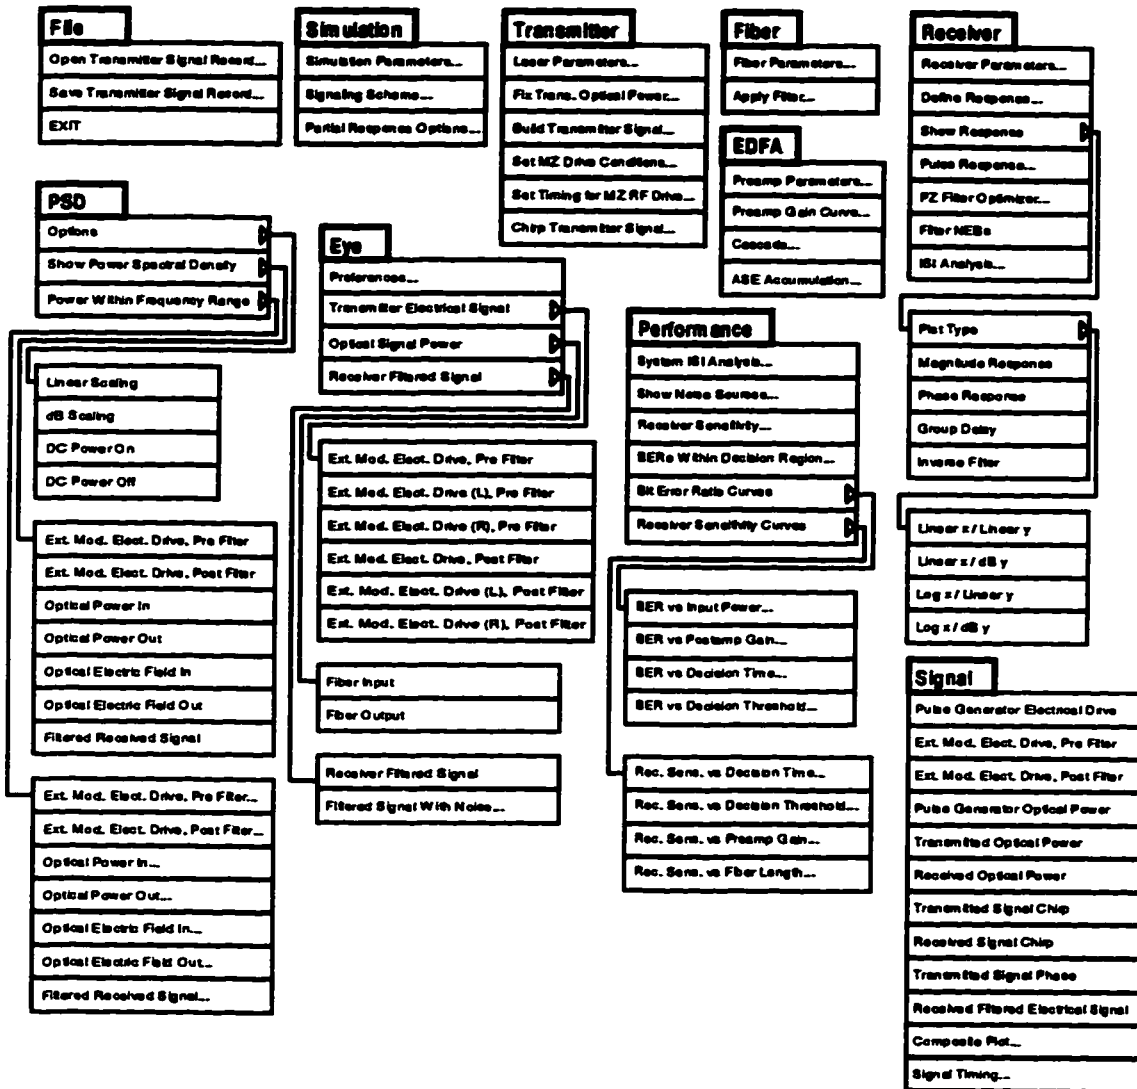 File
Open Transmitter Signal Record...
Save Transmitter Signal Record...
EXIT
Simulation
Simulation Parameters...
Signaling Scheme...
Partial Response Options...
Transmitter
Laser Parameters...
Fix Trans. Optical Power...
Build Transmitter Signal...
Set MZ Drive Conditions...
Set Timing for MZ RF Drive...
Chirp Transmitter Signal...
Fiber
Fiber Parameters...
Apply Filter...
EDFA
Preamp Parameters...
Preamp Gain Curve...
Cascade...
ASE Accumulation...
Receiver
Receiver Parameters...
Define Response...
Show Response
Pulse Response...
PZ Filter Optimizer...
Filter NEBs
ISI Analysis...
Plot Type
Magnitude Response
Phase Response
Group Delay
Inverse Filter
Linear x / Linear y
Linear x / dB y
Log x / Linear y
Log x / dB y
PSD
Options
Show Power Spectral Density
Power Within Frequency Range
Linear Scaling
dB Scaling
DC Power On
DC Power Off
Ext. Mod. Elect. Drive, Pre Filter
Ext. Mod. Elect. Drive, Post Filter
Optical Power In
Optical Power Out
Optical Electric Field In
Optical Electric Field Out
Filtered Received Signal
Ext. Mod. Elect. Drive, Pre Filter...
Ext. Mod. Elect. Drive, Post Filter...
Optical Power In...
Optical Power Out...
Optical Electric Field In...
Optical Electric Field Out...
Filtered Received Signal...
Eye
Preferences...
Transmitter Electrical Signal
Optical Signal Power
Receiver Filtered Signal
Ext. Mod. Elect. Drive, Pre Filter
Ext. Mod. Elect. Drive (L), Pre Filter
Ext. Mod. Elect. Drive (R), Pre Filter
Ext. Mod. Elect. Drive, Post Filter
Ext. Mod. Elect. Drive (L), Post Filter
Ext. Mod. Elect. Drive (R), Post Filter
Fiber Input
Fiber Output
Receiver Filtered Signal
Filtered Signal With Noise...
Performance
System ISI Analysis...
Show Noise Sources...
Receiver Sensitivity...
BERs Within Decision Region...
Bit Error Ratio Curves
Receiver Sensitivity Curves
BER vs Input Power...
BER vs Postamp Gain...
BER vs Decision Time...
BER vs Decision Threshold...
Rec. Sens. vs Decision Time...
Rec. Sens. vs Decision Threshold...
Rec. Sens. vs Preamp Gain...
Rec. Sens. vs Fiber Length...
Signal
Pulse Generator Electrical Drive
Ext. Mod. Elect. Drive, Pre Filter
Ext. Mod. Elect. Drive, Post Filter
Pulse Generator Optical Power
Transmitted Optical Power
Received Optical Power
Transmitted Signal Chirp
Received Signal Chirp
Transmitted Signal Phase
Received Filtered Electrical Signal
Composite Plot...
Signal Timing...